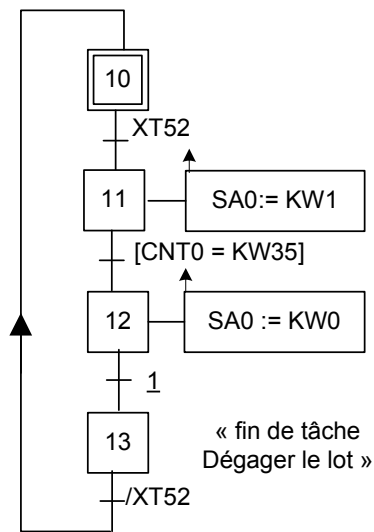 10
XT52
11
SA0:= KW1
[CNT0 = KW35]
12
SA0 := KW0
1
13
« fin de tâche
Dégager le lot »
/XT52